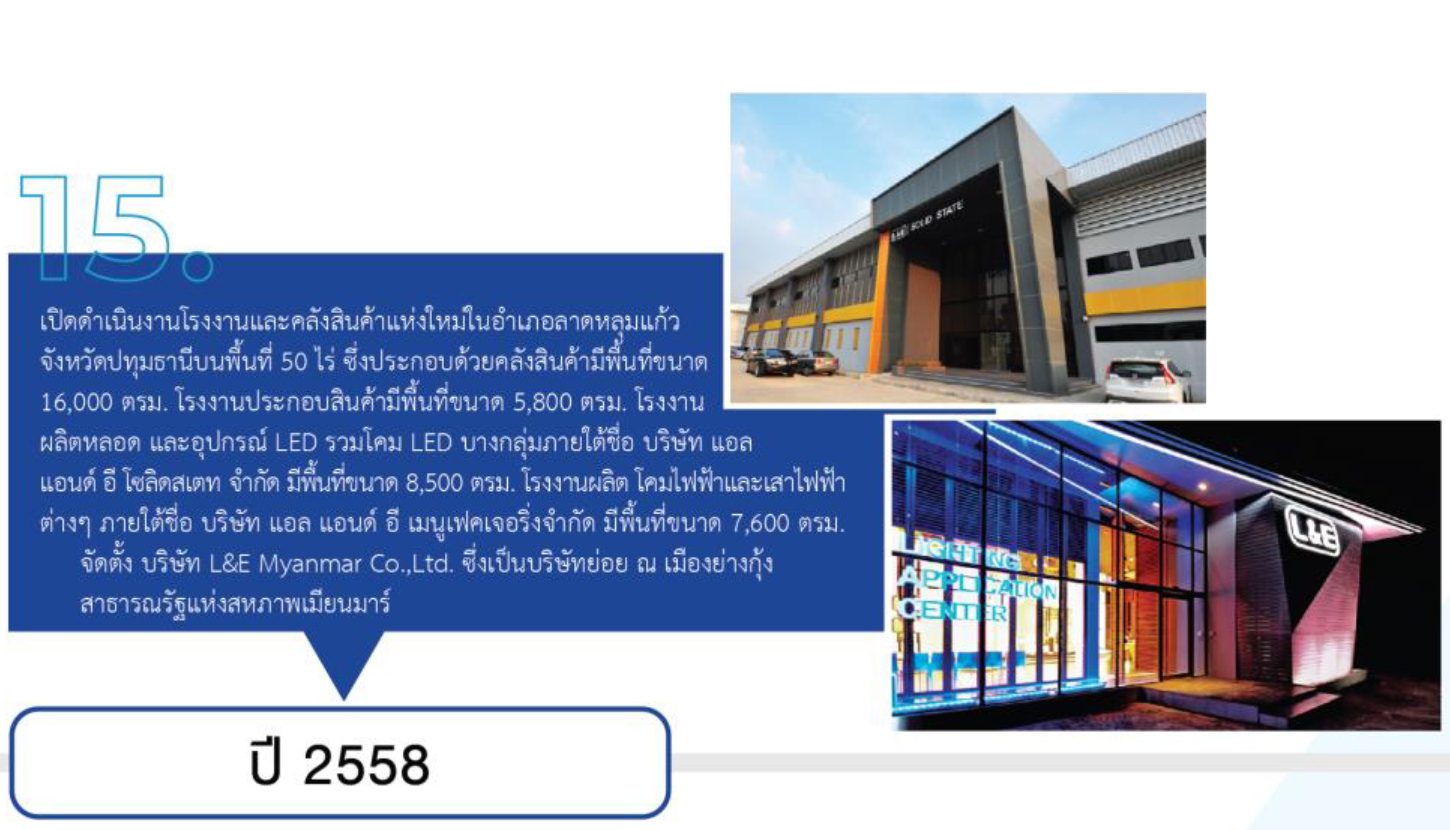 15.
เปิดดำเนินงานโรงงานและคลังสินค้าแห่งใหม่ในอำเภอลาดหลุมแก้ว
จังหวัดปทุมธานีบนพื้นที่ 50 ไร่ ซึ่งประกอบด้วยคลังสินค้ามีพื้นที่ขนาด
16,000 ตรม. โรงงานประกอบสินค้ามีพื้นที่ขนาด 5,800 ตรม. โรงงาน
ผลิตหลอด และอุปกรณ์ LED รวมโคม LED บางกลุ่มภายใต้ชื่อ บริษัท แอล
แอนด์ อี โซลิดสเตท จำกัด มีพื้นที่ขนาด 8,500 ตรม. โรงงานผลิต โคมไฟฟ้าและเสาไฟฟ้า
ต่างๆ ภายใต้ชื่อ บริษัท แอล แอนด์ อี เมนูเฟคเจอริ่งจำกัด มีพื้นที่ขนาด 7,600 ตรม.
จัดตั้ง บริษัท L&E Myanmar Co.,Ltd. ซึ่งเป็นบริษัทย่อย ณ เมืองย่างกุ้ง
สาธารณรัฐแห่งสหภาพเมียนมาร์
ปี 2558
L&E SOLID STATE
L&E
LIGHTING
APPLICATION
CENTER